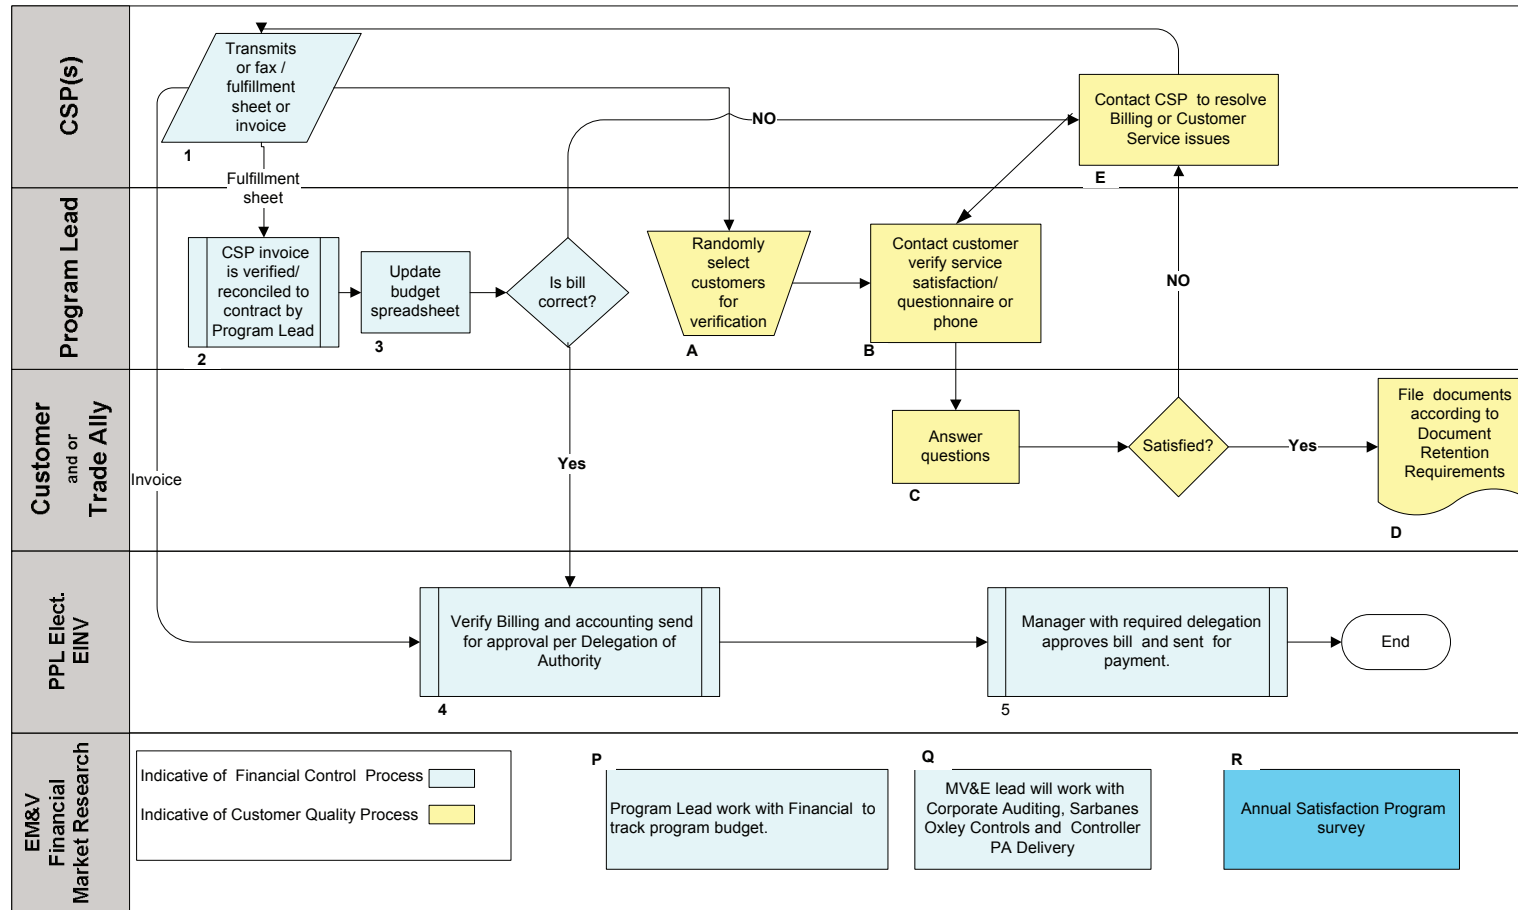 CSP(s)
Transmits
or fax /
fulfillment
sheet or
invoice
1
Fulfillment
sheet
NO
Contact CSP to resolve
Billing or Customer
Service issues
E
Program Lead
CSP invoice
is verified/
reconciled to
contract by
Program Lead
2
Update
budget
spreadsheet
3
Is bill
correct?
Randomly
select
customers
for
verification
A
Contact customer
verify service
satisfaction/
questionnaire or
phone
B
NO
Customer
and or
Trade Ally
Invoice
Yes
Answer
questions
C
Satisfied?
Yes
File documents
according to
Document
Retention
Requirements
D
PPL Elect.
EINV
Verify Billing and accounting send
for approval per Delegation of
Authority
4
Manager with required delegation
approves bill and sent for
payment.
5
End
EM&V
Financial
Market Research
Indicative of Financial Control Process
Indicative of Customer Quality Process
P
Program Lead work with Financial to
track program budget.
Q
MV&E lead will work with
Corporate Auditing, Sarbanes
Oxley Controls and Controller
PA Delivery
R
Annual Satisfaction Program
survey